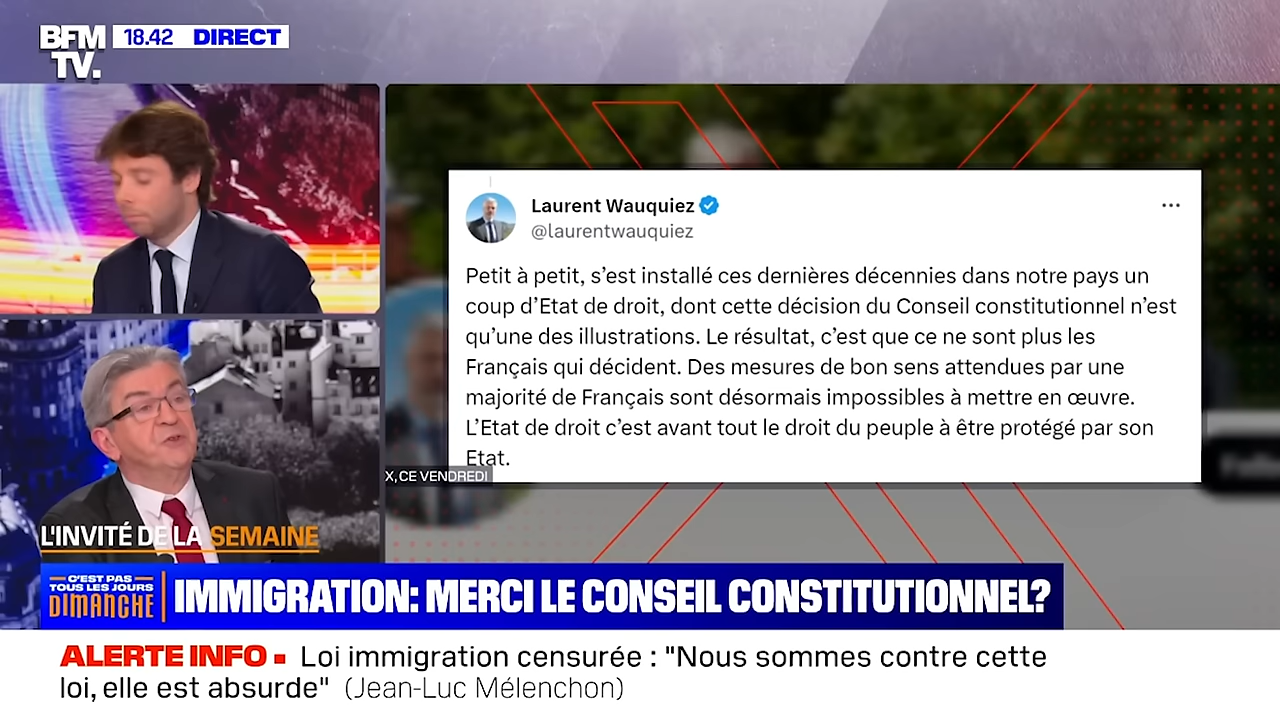 BFM
TV.
18.42 DIRECT
Laurent Wauquiez
@laurentwauquiez
Petit à petit, s’est installé ces dernières décennies dans notre pays un
coup d’Etat de droit, dont cette décision du Conseil constitutionnel n’est
qu’une des illustrations. Le résultat, c’est que ce ne sont plus les
Français qui décident. Des mesures de bon sens attendues par une
majorité de Français sont désormais impossibles à mettre en œuvre.
L’Etat de droit c’est avant tout le droit du peuple à être protégé par son
Etat.
X, CE VENDREDI
L'INVITÉ DE LA SEMAINE
C'EST PAS
TOUS LES JOURS
DIMANCHE
IMMIGRATION: MERCI LE CONSEIL CONSTITUTIONNEL?
ALERTE INFO Loi immigration censurée : "Nous sommes contre cette
loi, elle est absurde" (Jean-Luc Mélenchon)